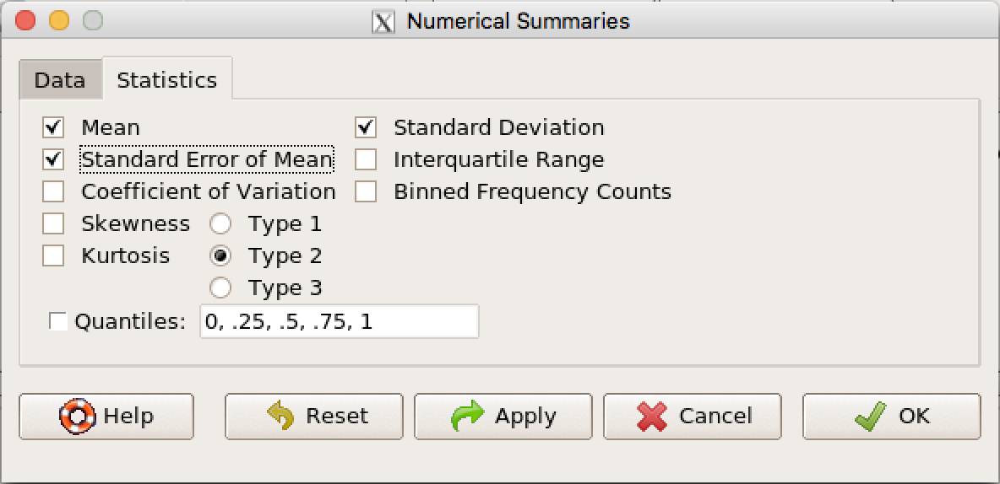 Numerical Summaries
Data Statistics
Mean Standard Deviation
Standard Error of Mean Interquartile Range
Coefficient of Variation Binned Frequency Counts
Skewness Type 1
Kurtosis Type 2
Type 3
Quantiles: 0, .25, .5, .75, 1
Help Reset Apply Cancel OK